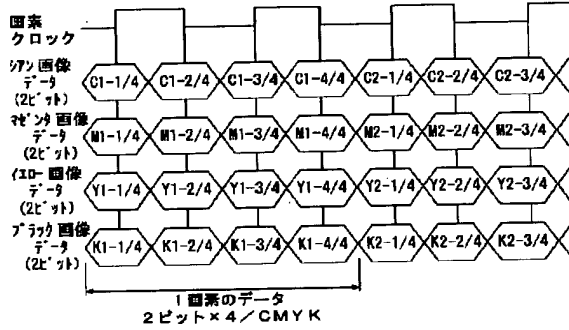 画素
クロック
シアン画像
データ
(2ビット)
C1-1/4 C1-2/4 C1-3/4 C1-4/4 C2-1/4 C2-2/4 C2-3/4
マゼンタ画像
データ
(2ビット)
M1-1/4 M1-2/4 M1-3/4 M1-4/4 M2-1/4 M2-2/4 M2-3/4
イエロー画像
データ
(2ビット)
Y1-1/4 Y1-2/4 Y1-3/4 Y1-4/4 Y2-1/4 Y2-2/4 Y2-3/4
ブラック画像
データ
(2ビット)
K1-1/4 K1-2/4 K1-3/4 K1-4/4 K2-1/4 K2-2/4 K2-3/4
1画素のデータ
2ビット×4/CMYK